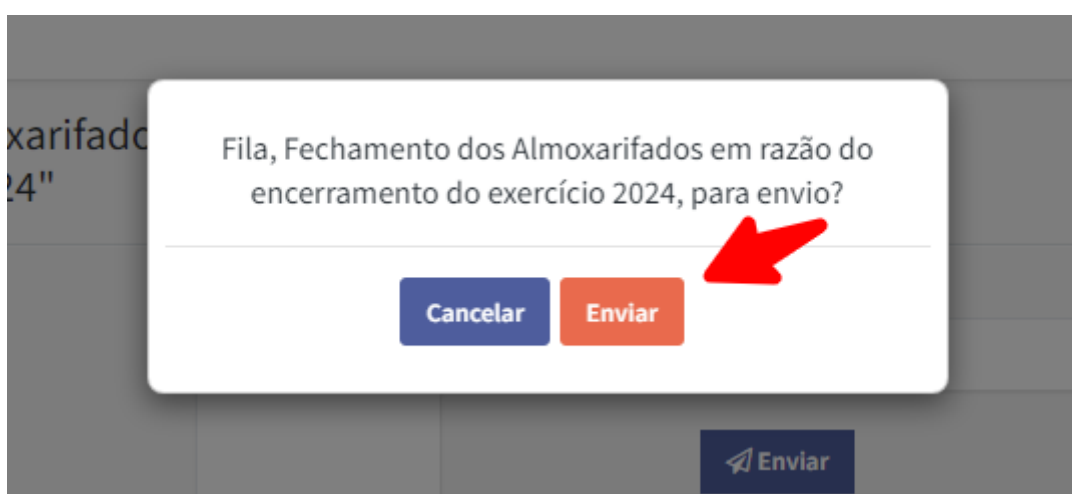 xarifado
24"
Fila, Fechamento dos Almoxarifados em razão do
encerramento do exercício 2024, para envio?
Cancelar Enviar
Enviar